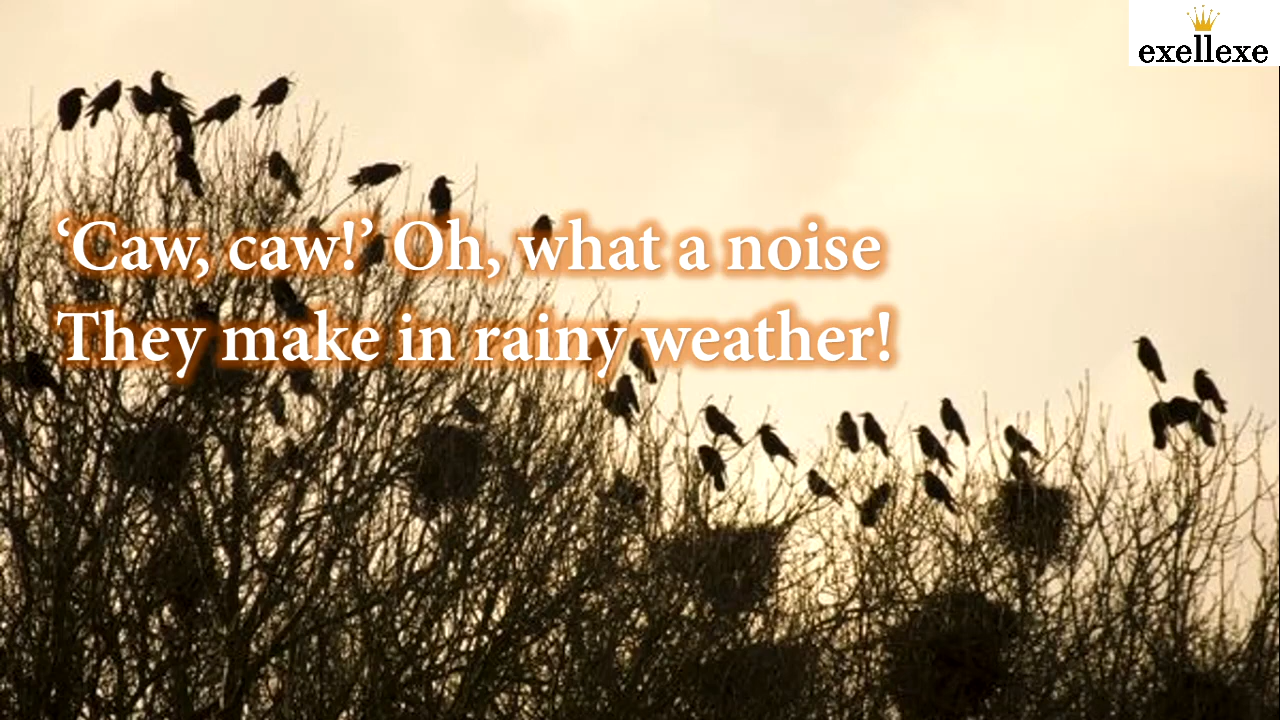 exellexe
‘Caw, caw!’ Oh, what a noise
They make in rainy weather!